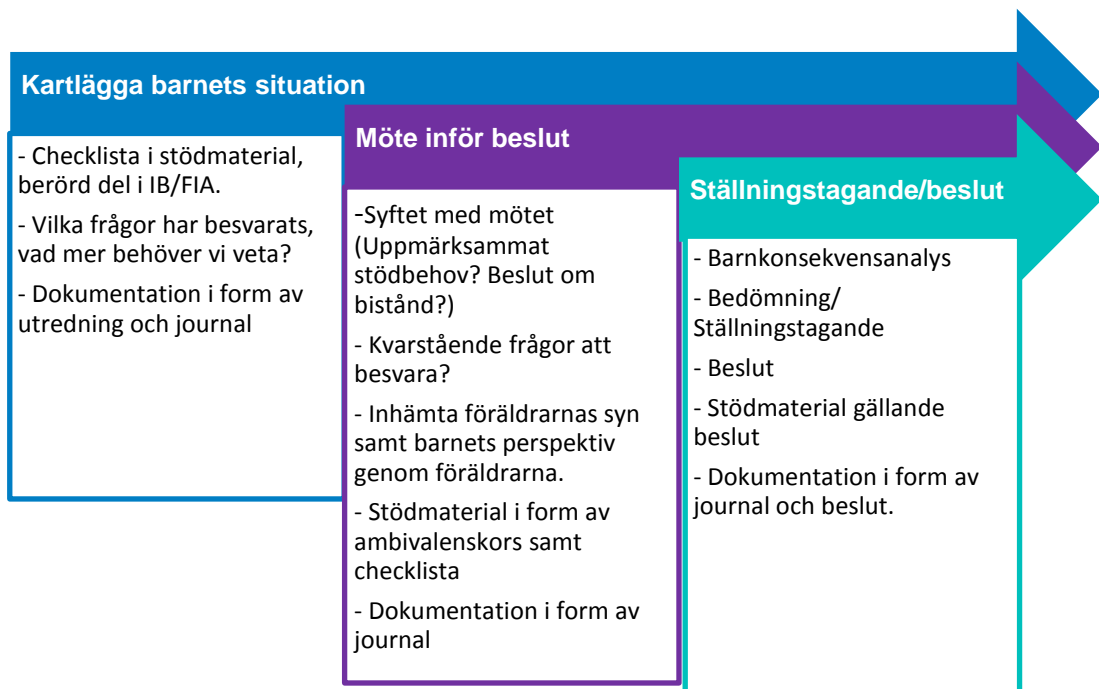 Kartlägga barnets situation
- Checklista i stödmaterial,
berörd del i IB/FIA.
- Vilka frågor har besvarats,
vad mer behöver vi veta?
- Dokumentation i form av
utredning och journal
Möte inför beslut
-Syftet med mötet
(Uppmärksammat
stödbehov? Beslut om
bistånd?)
- Kvarstående frågor att
besvara?
- Inhämta föräldrarnas syn
samt barnets perspektiv
genom föräldrarna.
- Stödmaterial i form av
ambivalenskors samt
checklista
- Dokumentation i form av
journal
Ställningstagande/beslut
- Barnkonsekvensanalys
- Bedömning/
Ställningstagande
- Beslut
- Stödmaterial gällande
beslut
- Dokumentation i form av
journal och beslut.